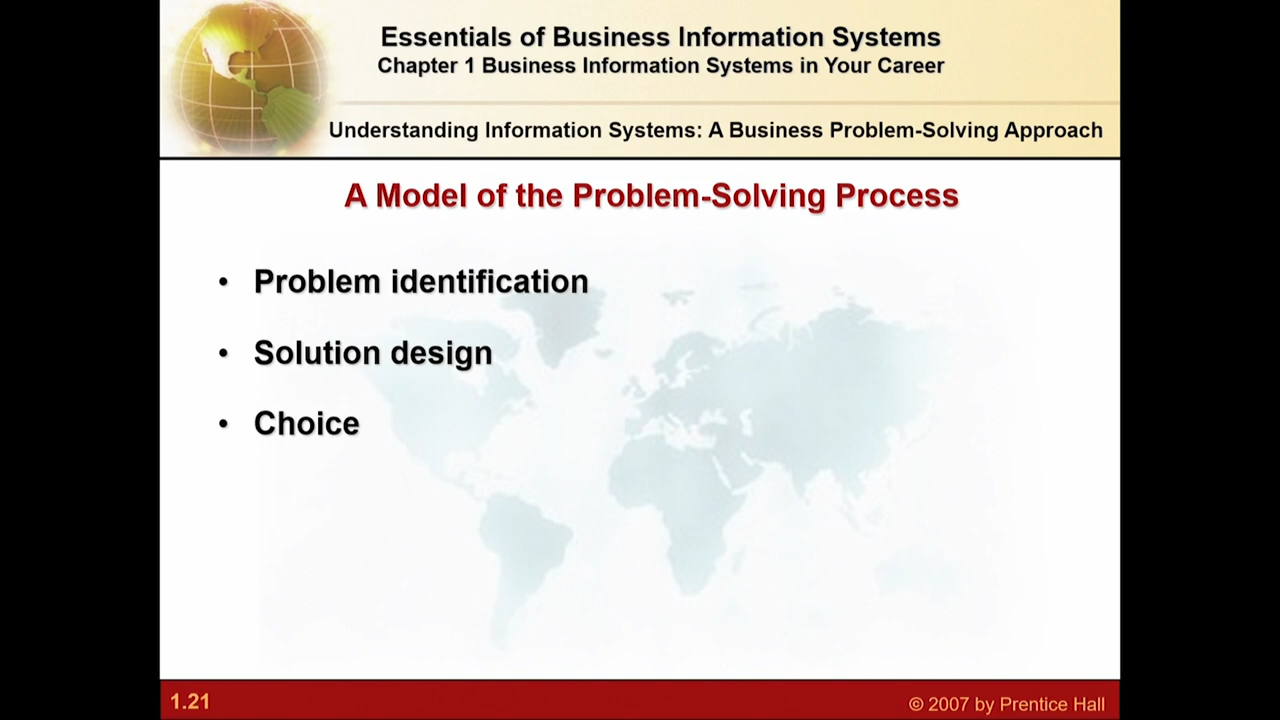 Essentials of Business Information Systems
Chapter 1 Business Information Systems in Your Career
Understanding Information Systems: A Business Problem-Solving Approach
A Model of the Problem-Solving Process
• Problem identification
• Solution design
• Choice
1.21
© 2007 by Prentice Hall